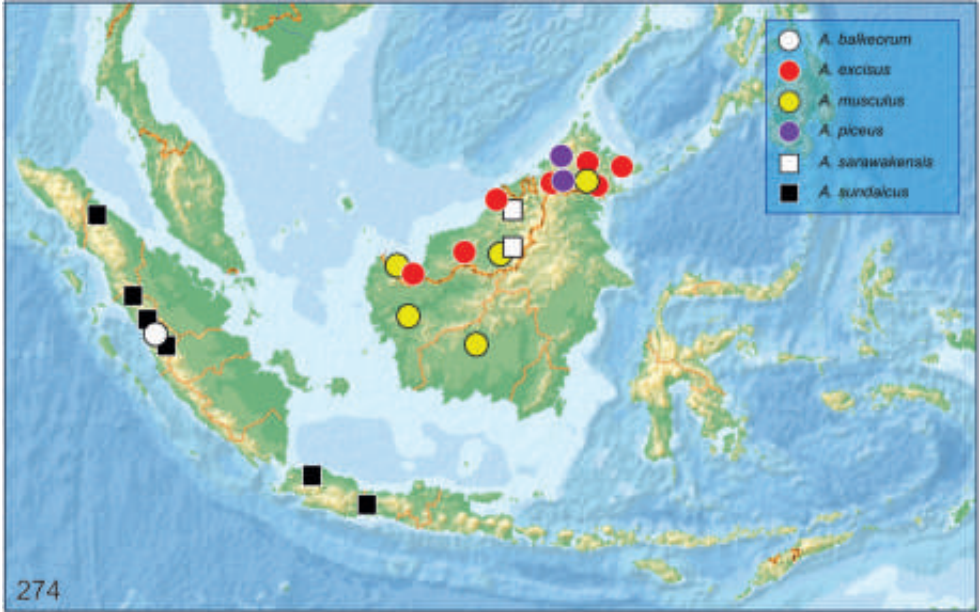 A. balkeorum
A. excisus
A. musculus
A. piceus
A. sarawakensis
A. sundaicus
274